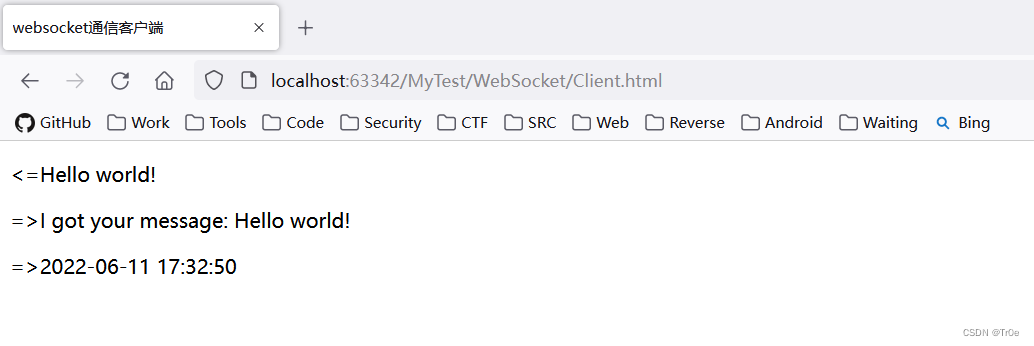 websocket通信客户端
localhost:63342/MyTest/WebSocket/Client.html
GitHub Work Tools Code Security CTF SRC Web Reverse Android Waiting Bing
<=Hello world!
=>I got your message: Hello world!
=>2022-06-11 17:32:50
CSDN @Tr0e